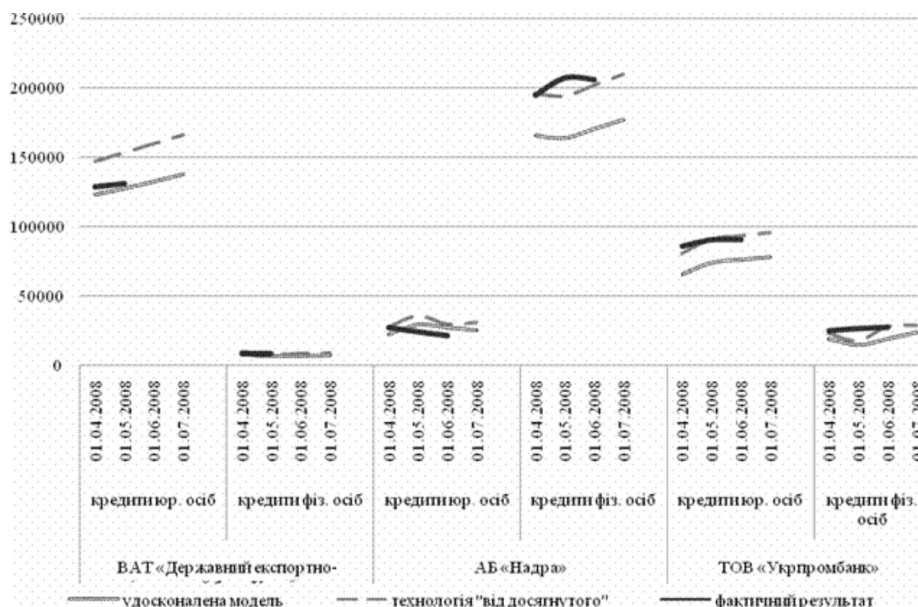 250000
200000
150000
100000
50000
0
01.04.2008 01.05.2008 01.06.2008 01.07.2008 01.04.2008 01.05.2008 01.06.2008 01.07.2008 01.04.2008 01.05.2008 01.06.2008 01.07.2008 01.04.2008 01.05.2008 01.06.2008 01.07.2008 01.04.2008 01.05.2008 01.06.2008 01.07.2008 01.04.2008 01.05.2008 01.06.2008 01.07.2008
кредити юр. осіб кредити фіз. осіб кредити юр. осіб кредити фіз. осіб кредити юр. осіб кредити фіз.
осіб
ВАТ «Державний експортно- АБ «Надра» ТОВ «Укрпромбанк»
удосконалена модель технологія "від досягнутого" фактичний результат